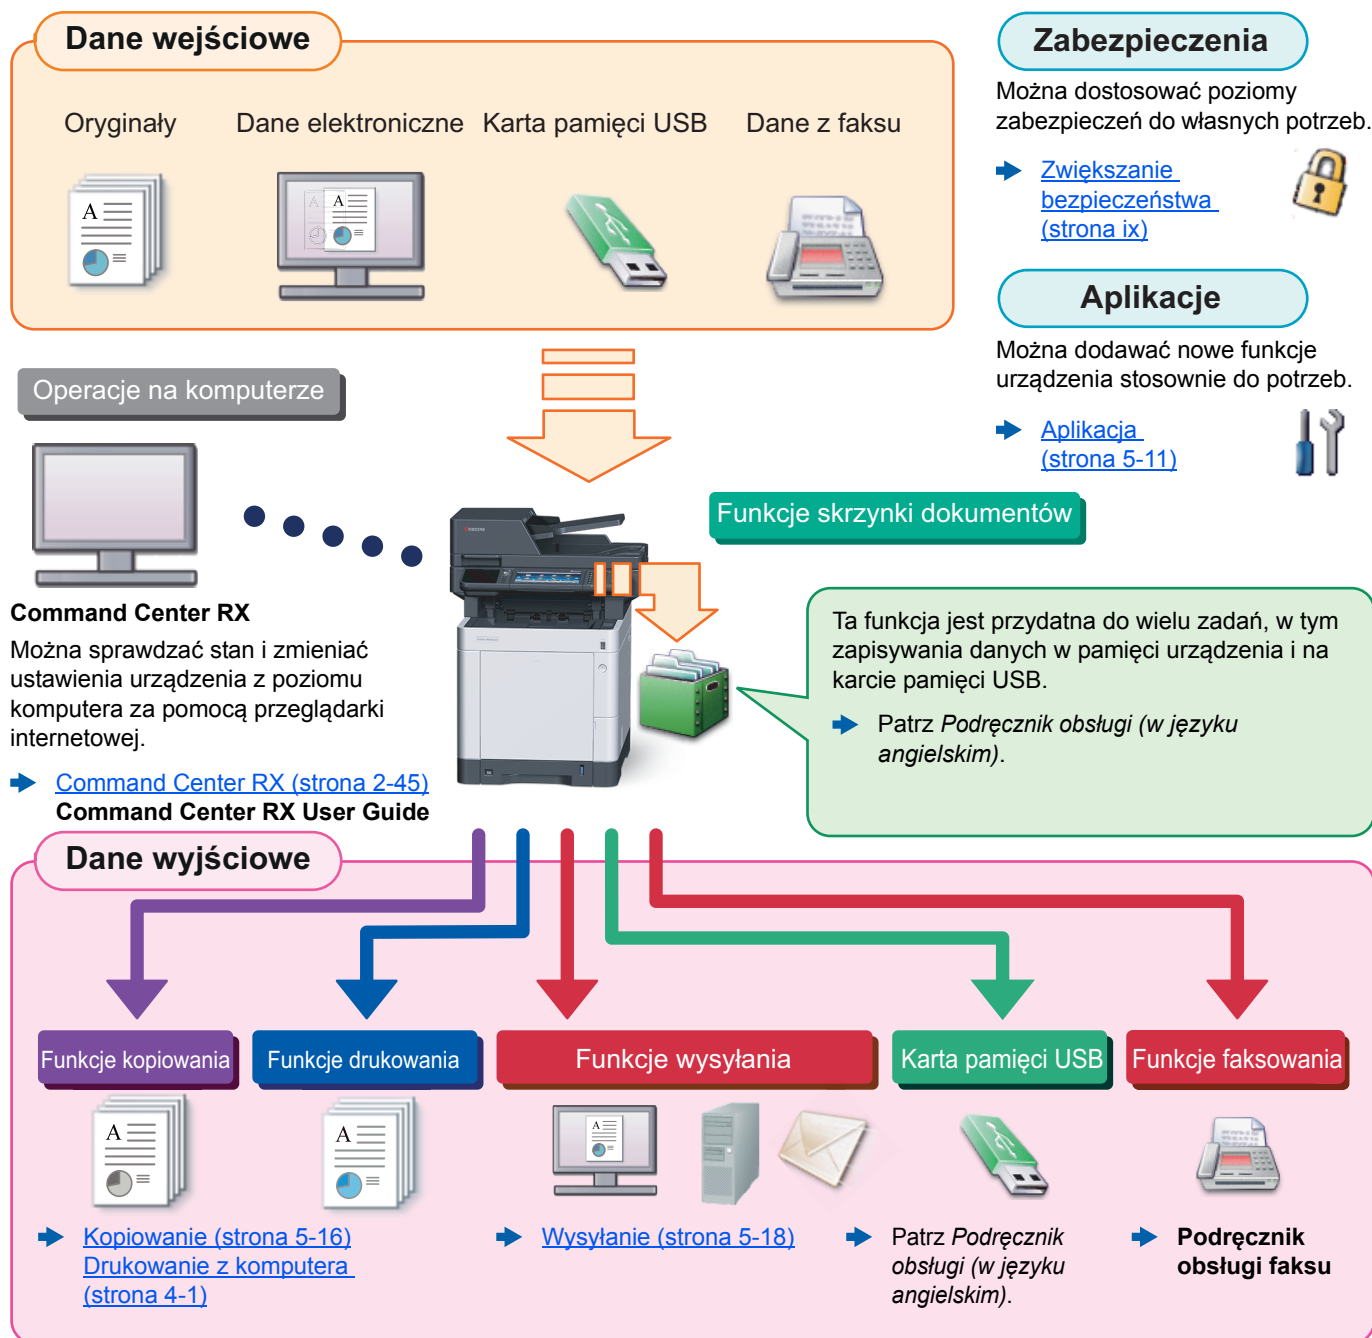 Dane wejściowe
Oryginały
Dane elektroniczne
Karta pamięci USB
Dane z faksu
Zabezpieczenia
Można dostosować poziomy
zabezpieczeń do własnych potrzeb.
Zwiększanie
bezpieczeństwa
(strona ix)
Aplikacje
Można dodawać nowe funkcje
urządzenia stosownie do potrzeb.
Aplikacja
(strona 5-11)
Operacje na komputerze
Command Center RX
Można sprawdzać stan i zmieniać
ustawienia urządzenia z poziomu
komputera za pomocą przeglądarki
internetowej.
Command Center RX (strona 2-45)
Command Center RX User Guide
Funkcje skrzynki dokumentów
Ta funkcja jest przydatna do wielu zadań, w tym
zapisywania danych w pamięci urządzenia i na
karcie pamięci USB.
Patrz Podręcznik obsługi (w języku
angielskim).
Dane wyjściowe
Funkcje kopiowania
Funkcje drukowania
Funkcje wysyłania
Karta pamięci USB
Funkcje faksowania
Kopiowanie (strona 5-16)
Drukowanie z komputera
(strona 4-1)
Wysyłanie (strona 5-18)
Patrz Podręcznik
obsługi (w języku
angielskim).
Podręcznik
obsługi faksu